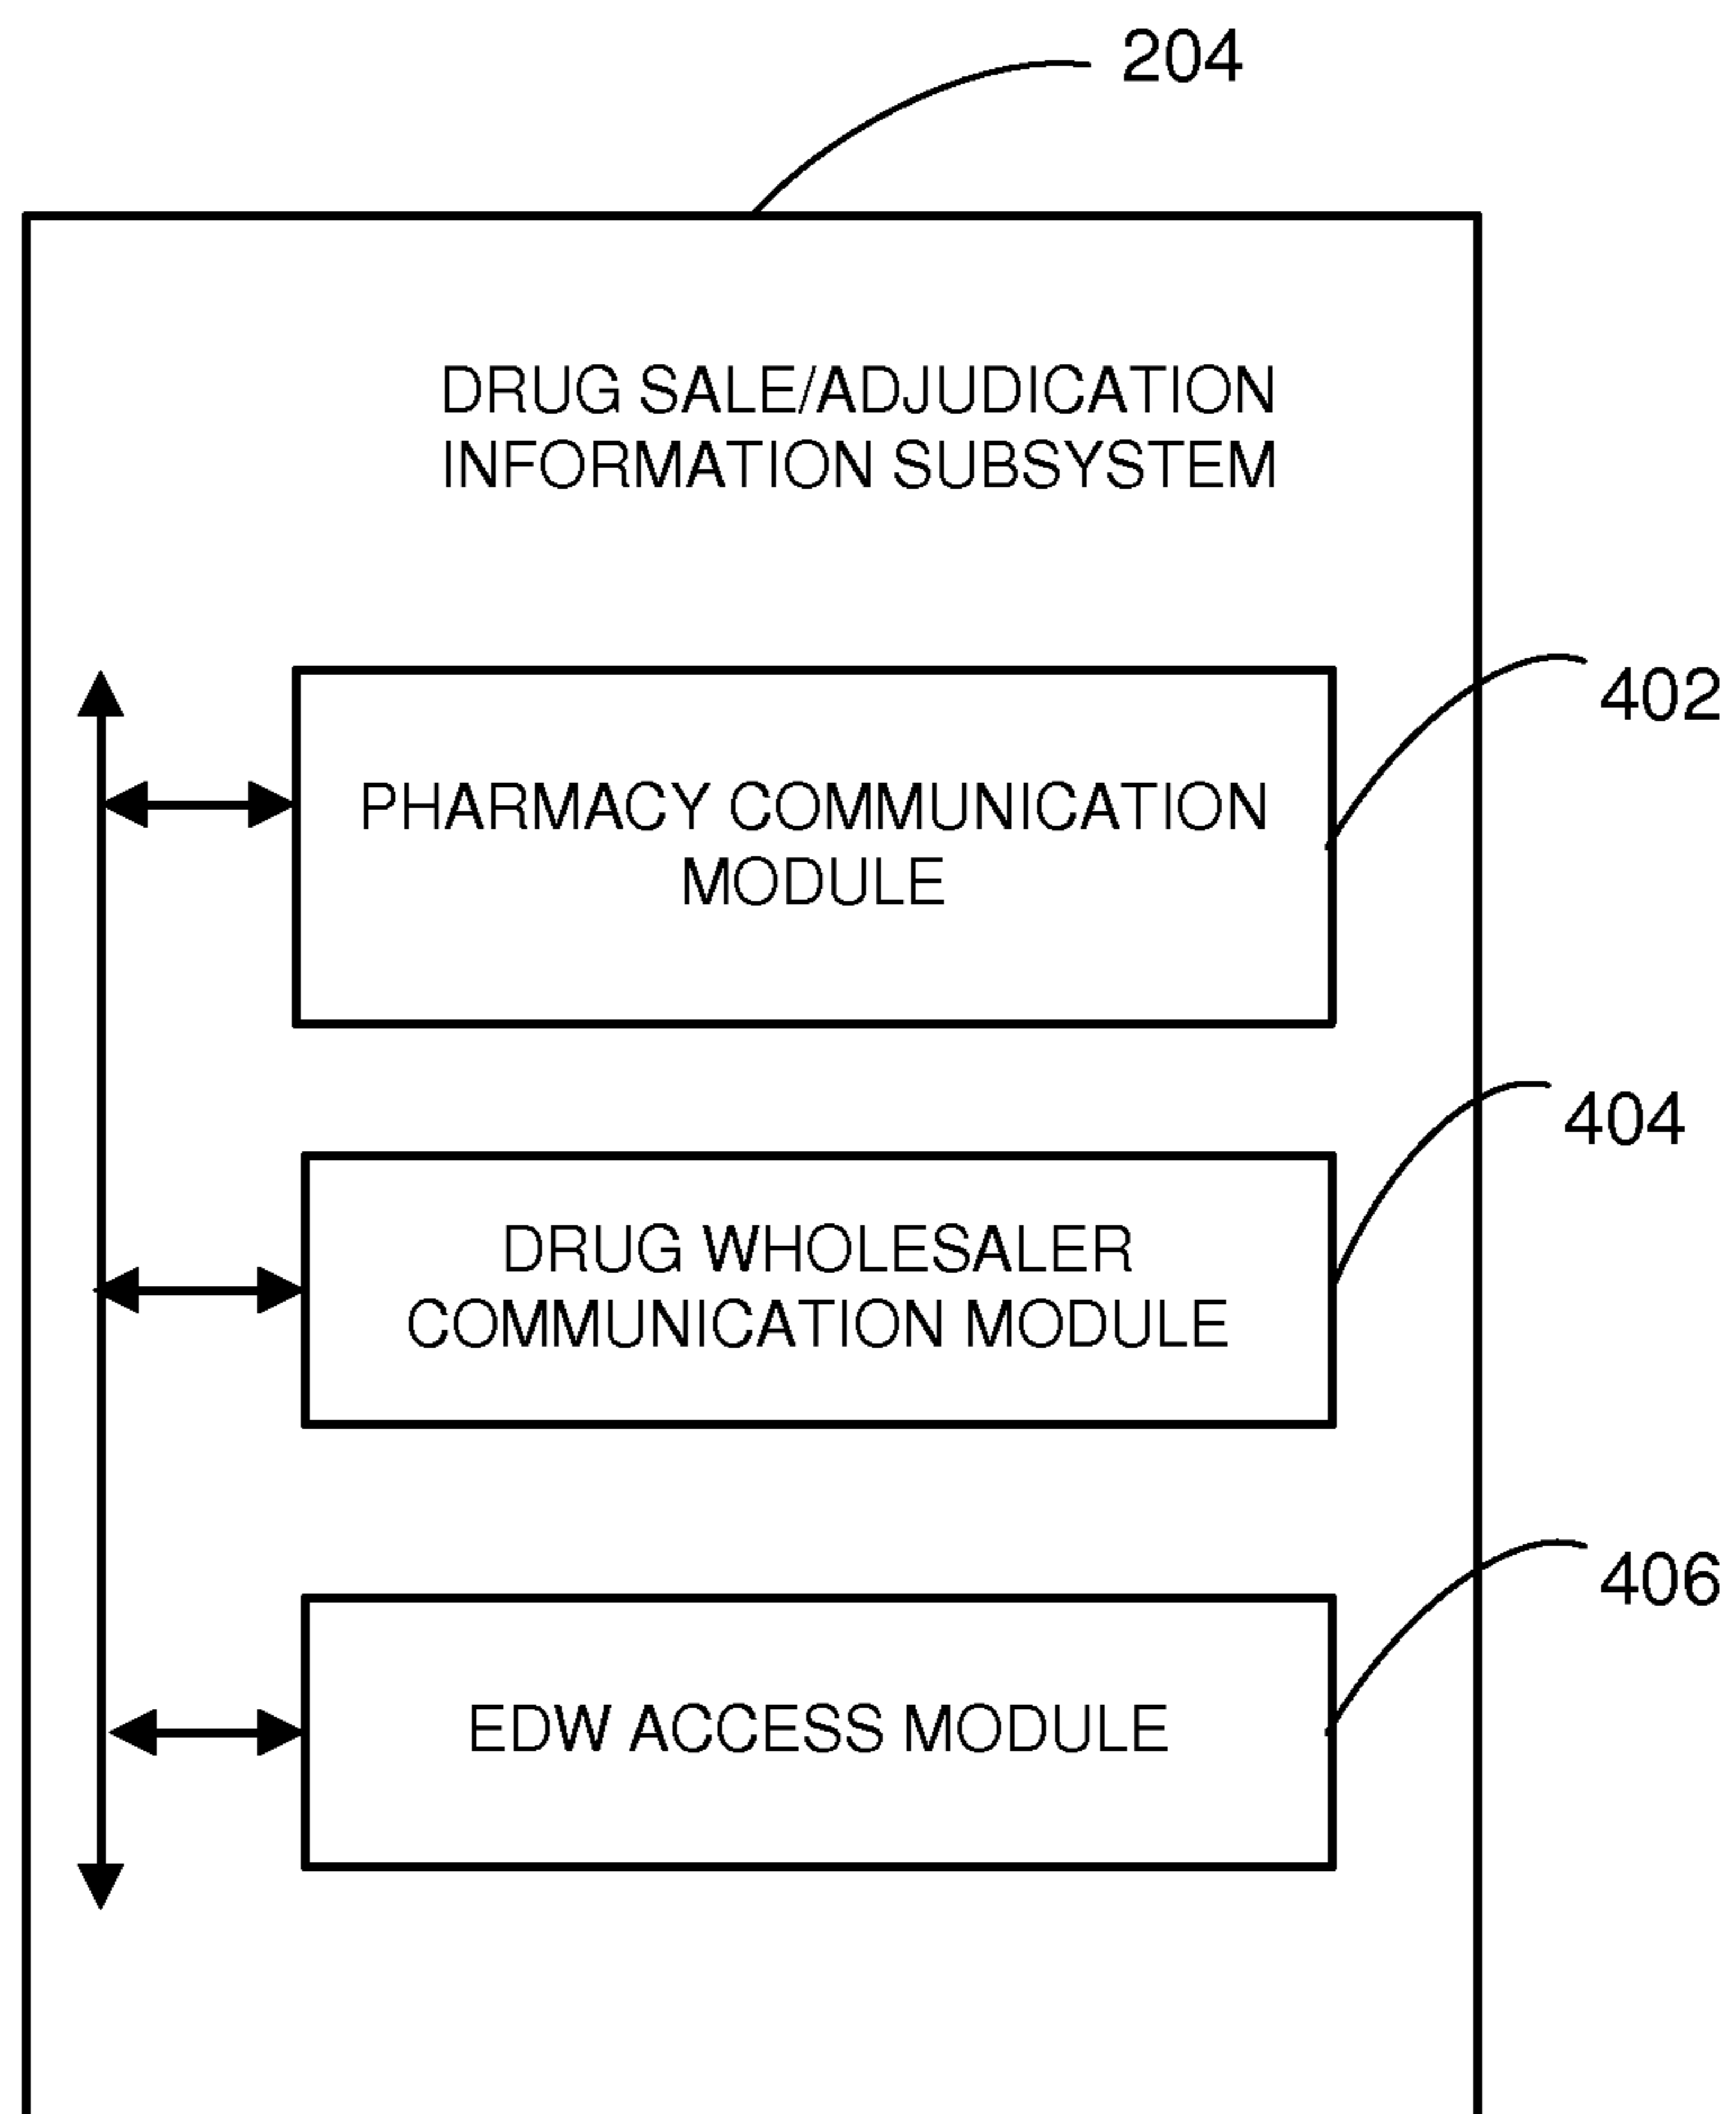 204
DRUG SALE/ADJUDICATION
INFORMATION SUBSYSTEM
402
PHARMACY COMMUNICATION
MODULE
404
DRUG WHOLESALER
COMMUNICATION MODULE
406
EDW ACCESS MODULE